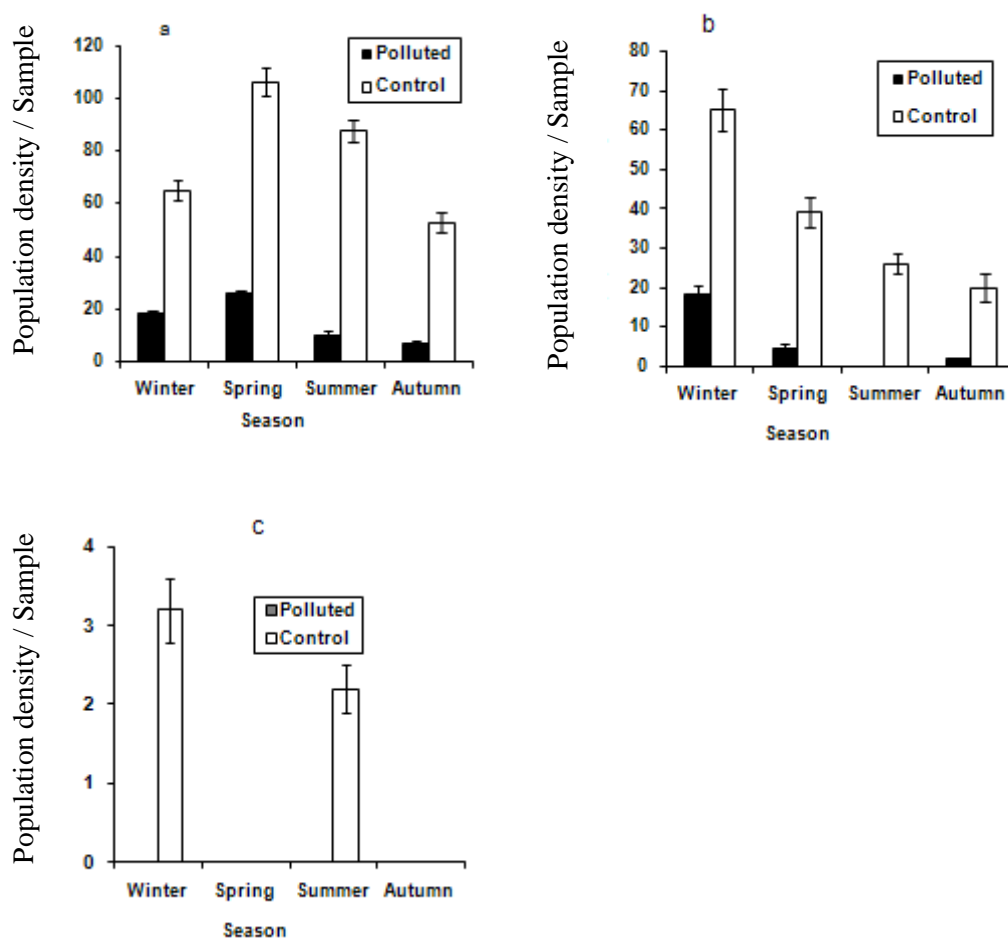 a
Population density / Sample
120
100
80
60
40
20
0
Polluted
Control
Winter Spring Summer Autumn
Season
b
Population density / Sample
80
70
60
50
40
30
20
10
0
Polluted
Control
Winter Spring Summer Autumn
Season
c
Population density / Sample
4
3
2
1
0
Polluted
Control
Winter Spring Summer Autumn
Season